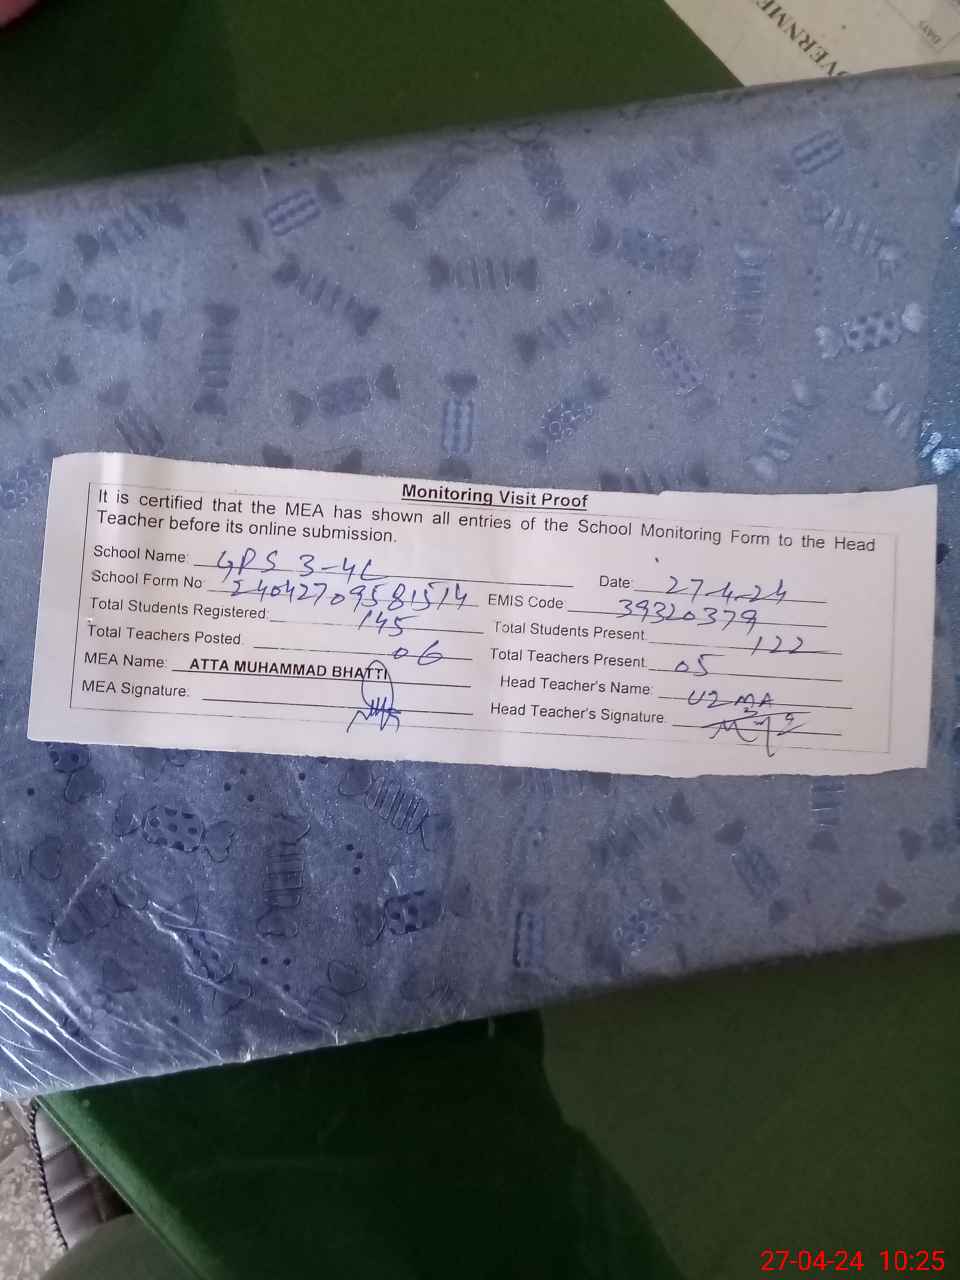 OVERNME
DAYS
Monitoring Visit Proof
It is certified that the MEA has shown all entries of the School Monitoring Form to the Head
Teacher before its online submission.
School Name: GPS 3-4L Date: 27-4-24
School Form No: 24042709581514 EMIS Code 39320379
Total Students Registered: 145 Total Students Present 122
Total Teachers Posted 06 Total Teachers Present 05
MEA Name: ATTA MUHAMMAD BHATTI Head Teacher's Name: UZMA
MEA Signature: Head Teacher's Signature
27-04-24 10:25